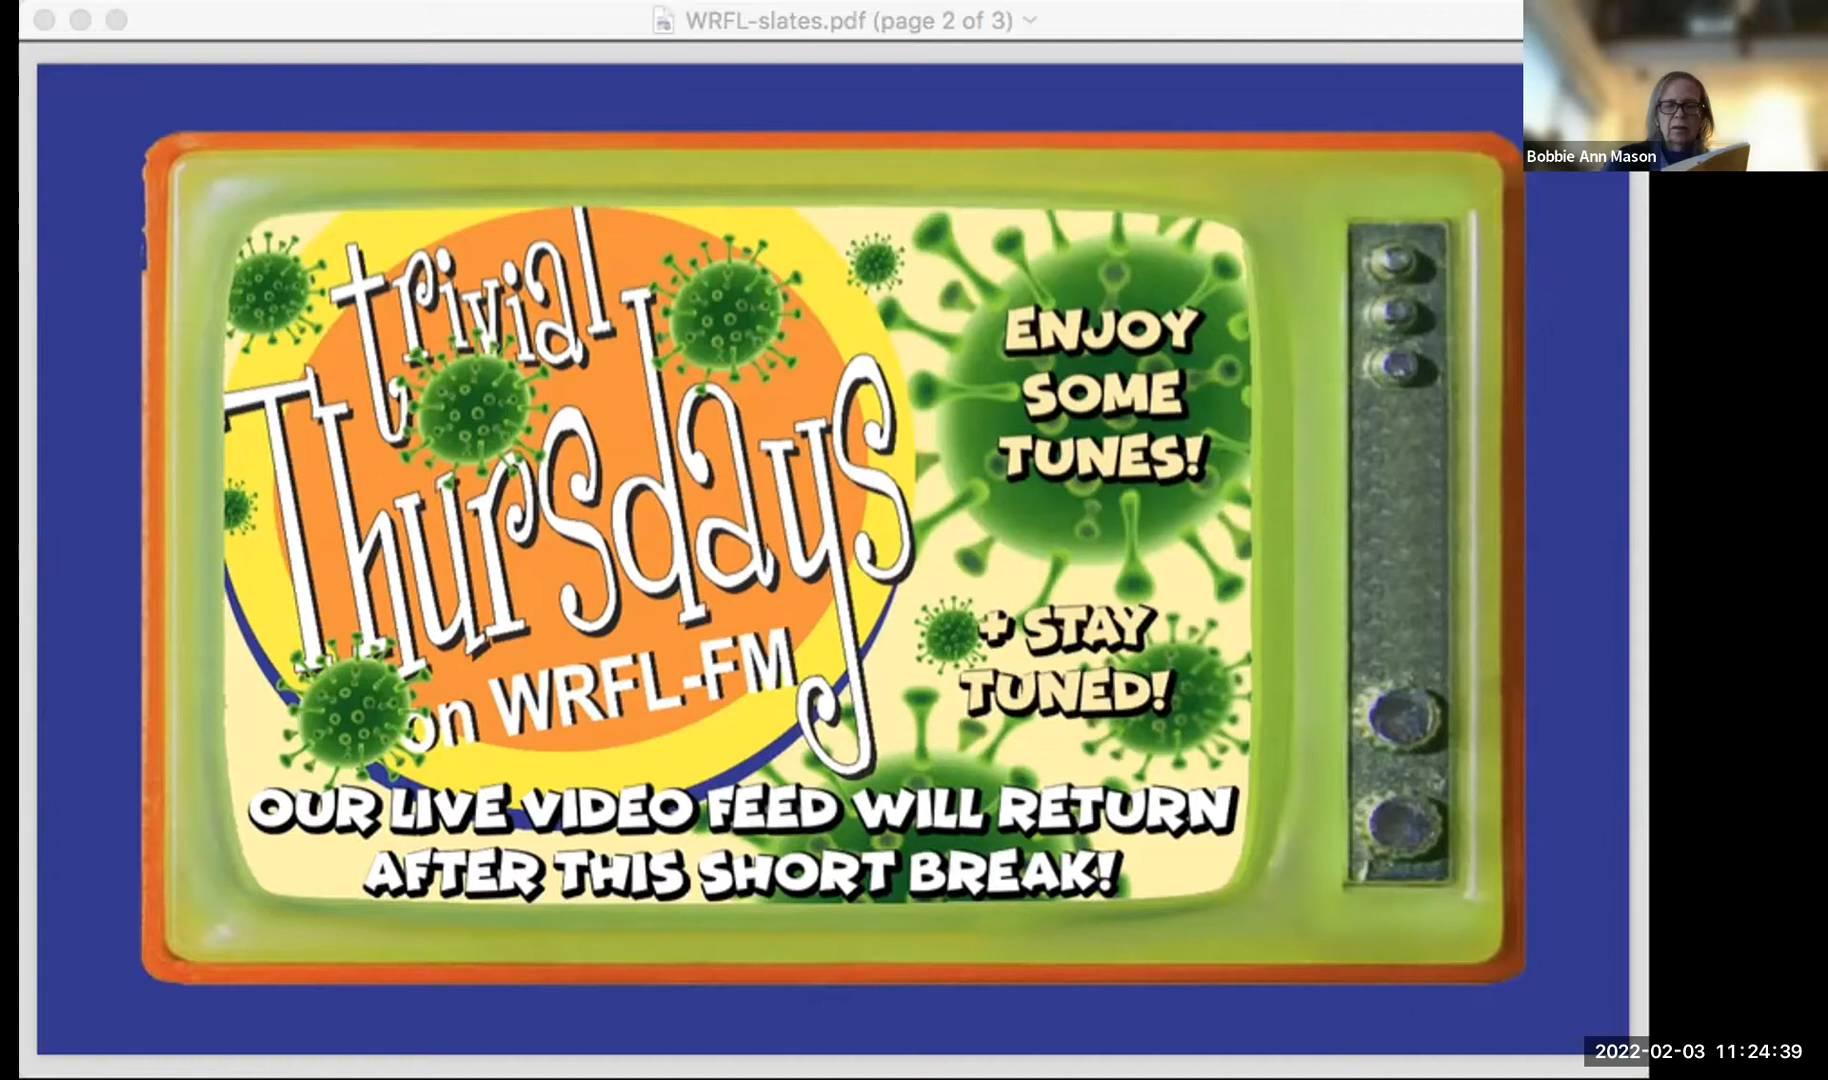 WRFL-slates.pdf (page 2 of 3)
Bobbie Ann Mason
trivial
Thursdays
on WRFL-FM
ENJOY
SOME
TUNES!
+ STAY
TUNED!
OUR LIVE VIDEO FEED WILL RETURN
AFTER THIS SHORT BREAK!
2022-02-03 11:24:39